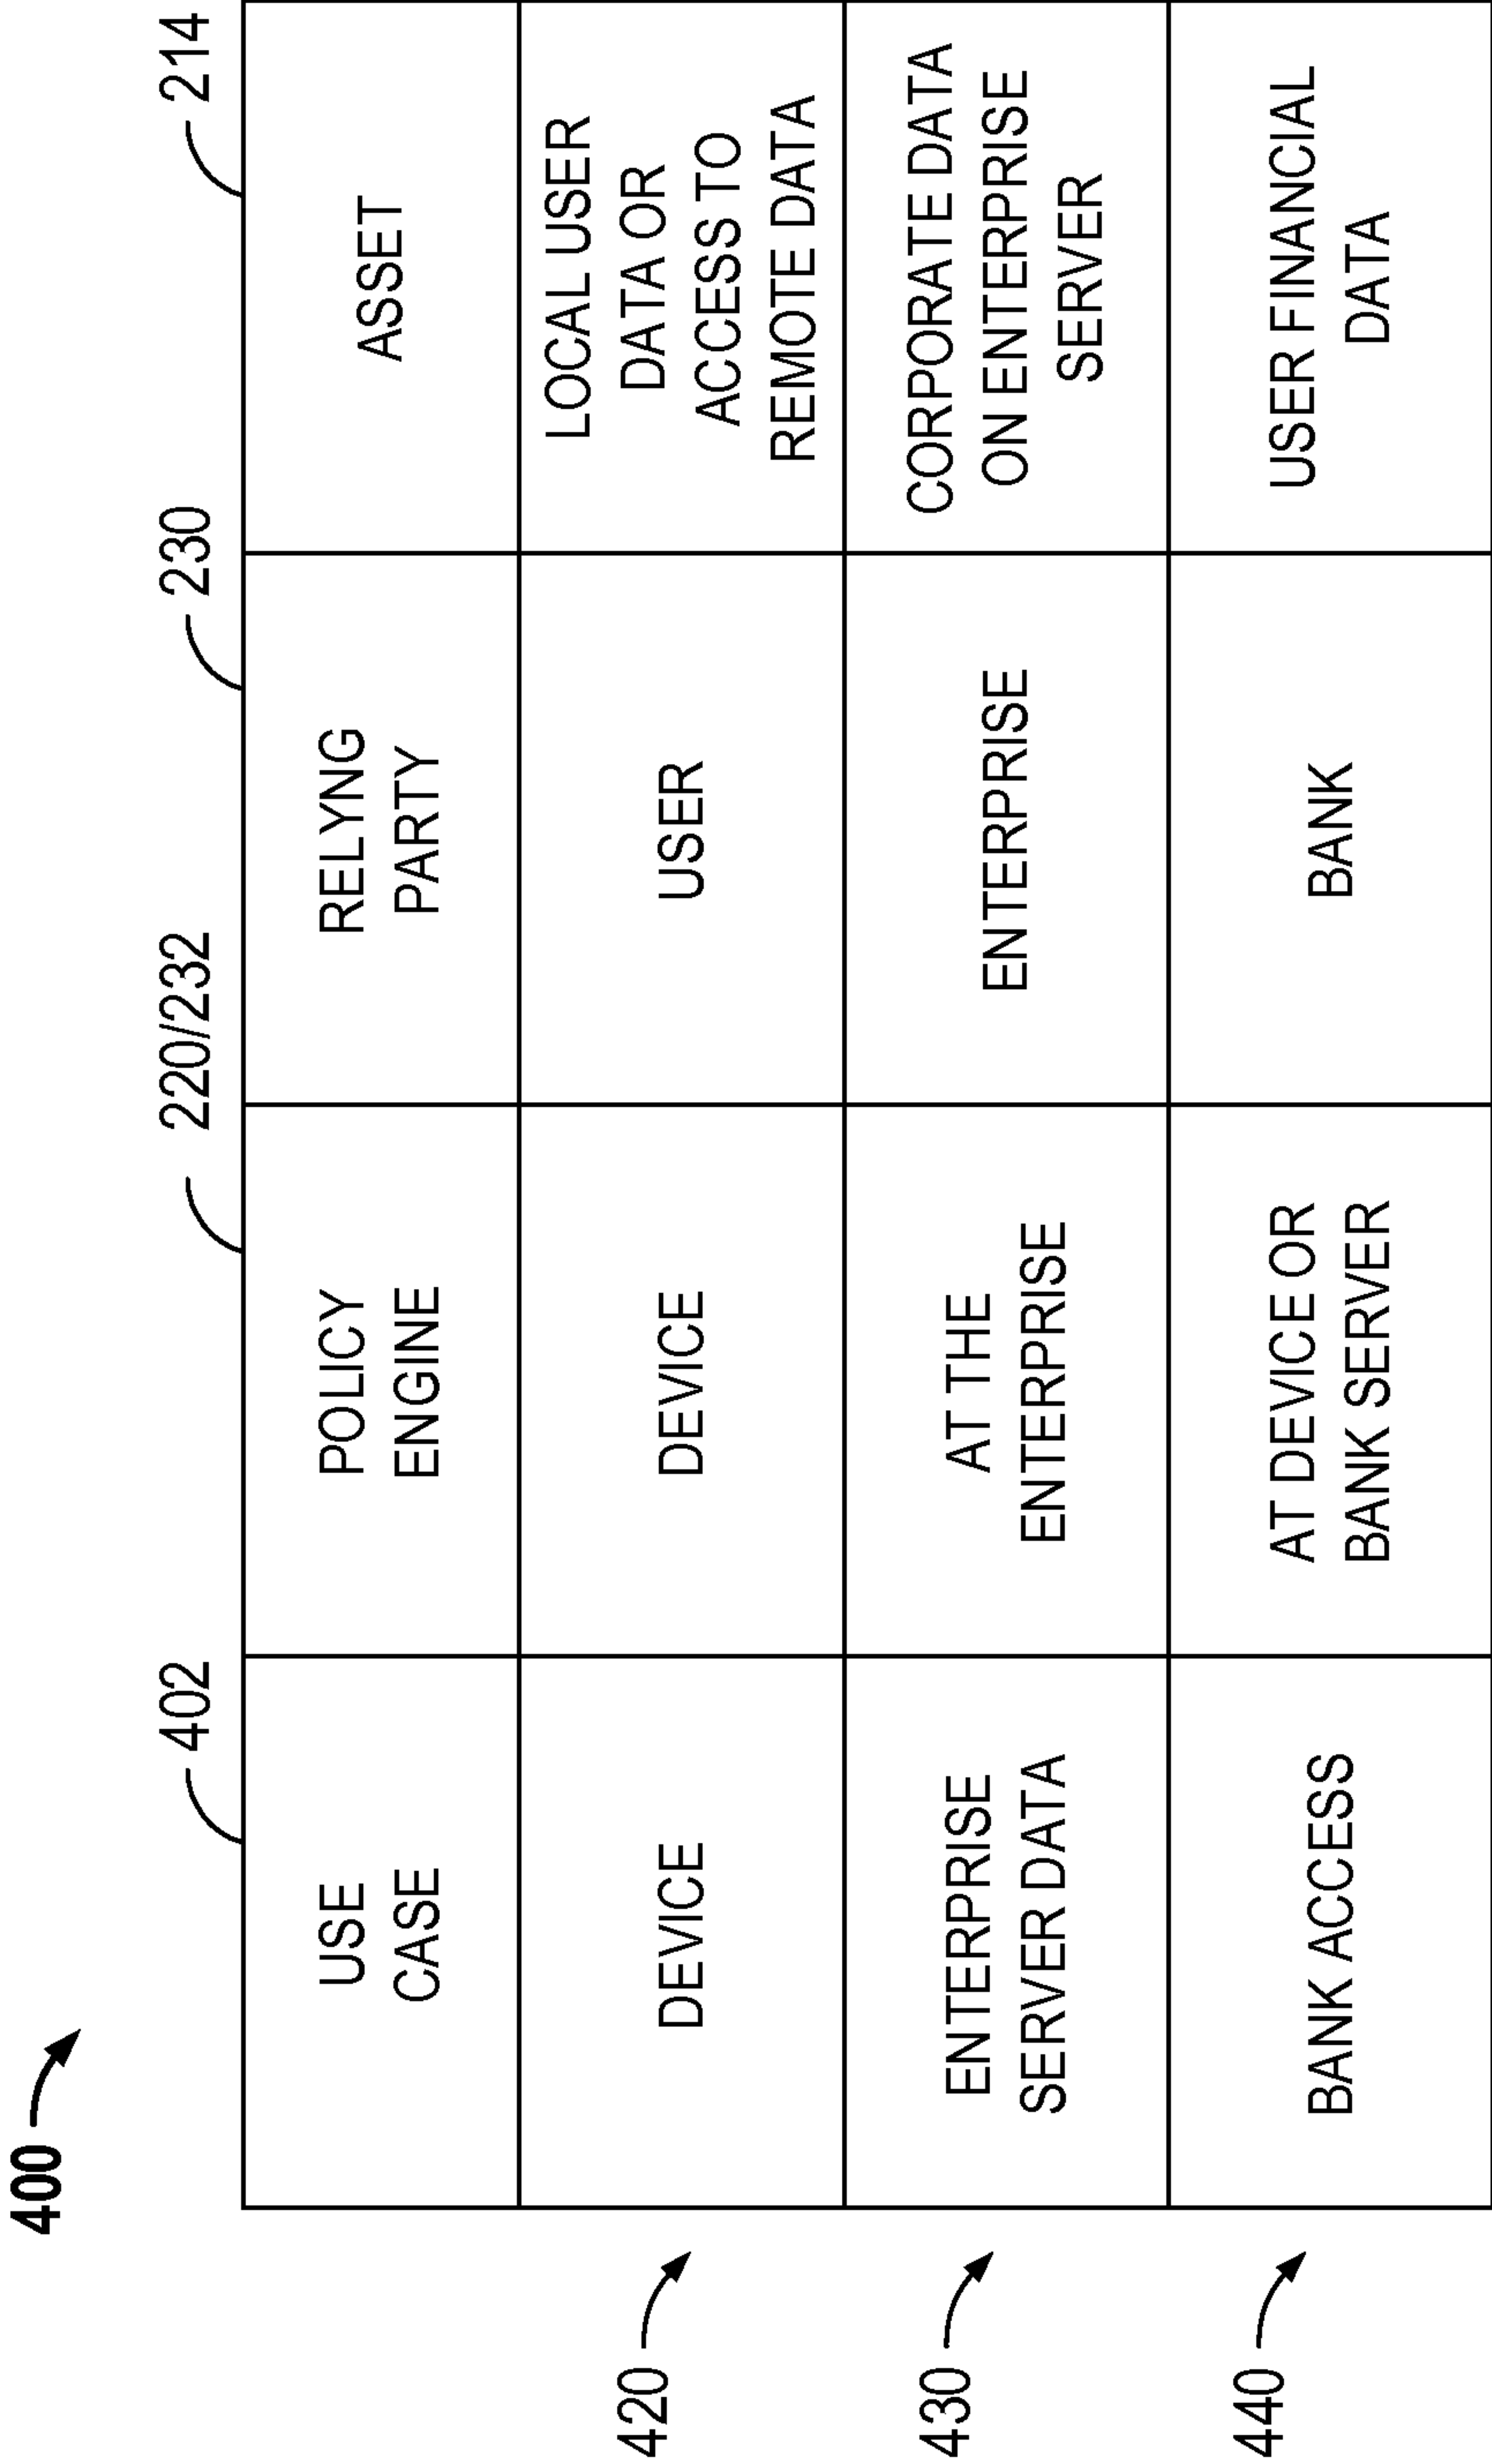 400
402
220/232
230
214
USE
CASE
POLICY
ENGINE
RELYNG
PARTY
ASSET
420
DEVICE
DEVICE
USER
LOCAL USER
DATA OR
ACCESS TO
REMOTE DATA
430
ENTERPRISE
SERVER DATA
AT THE
ENTERPRISE
ENTERPRISE
CORPORATE DATA
ON ENTERPRISE
SERVER
440
BANK ACCESS
AT DEVICE OR
BANK SERVER
BANK
USER FINANCIAL
DATA